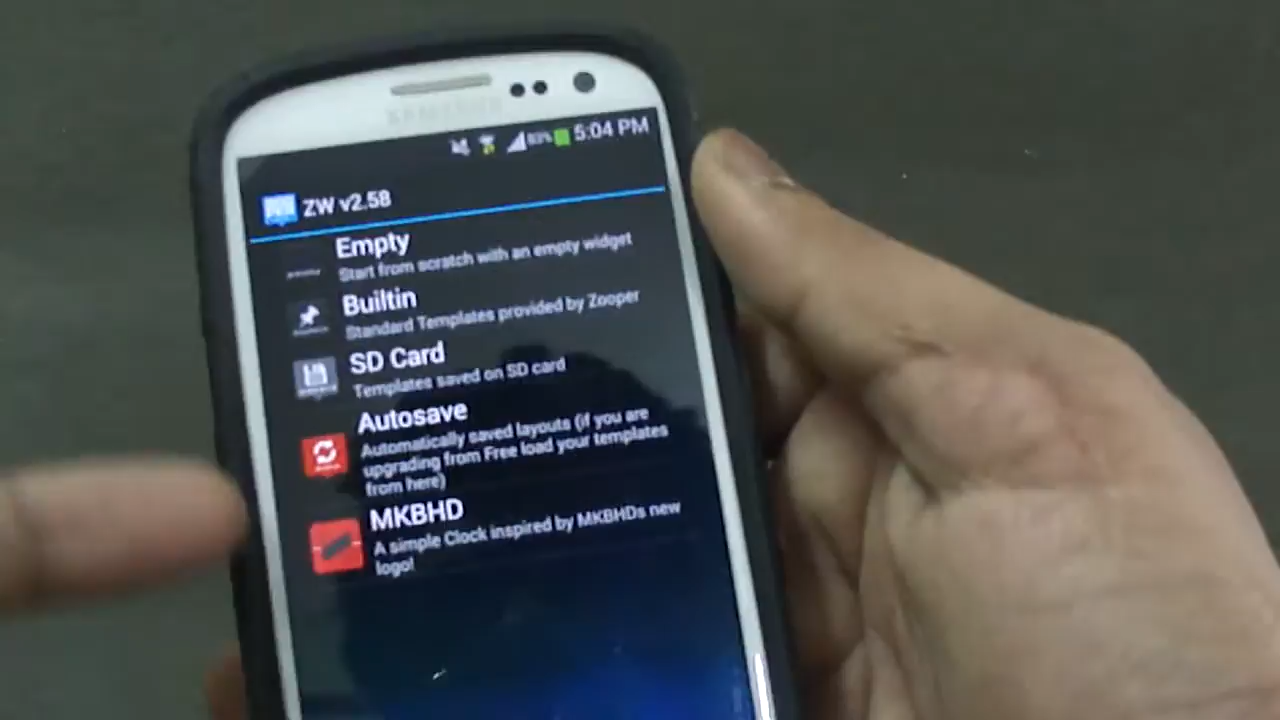 SAMSUNG
83% 5:04 PM
ZW v2.58
Empty
Start from scratch with an empty widget
Builtin
Standard Templates provided by Zooper
SD Card
Templates saved on SD card
Autosave
Automatically saved layouts (if you are
upgrading from Free load your templates
from here)
MKBHD
A simple Clock inspired by MKBHDs new
logo!